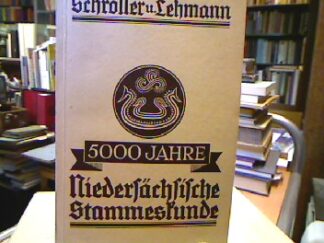 Schroller u. Lehmann
5000 JAHRE
Niedersächsische
Stammeskunde